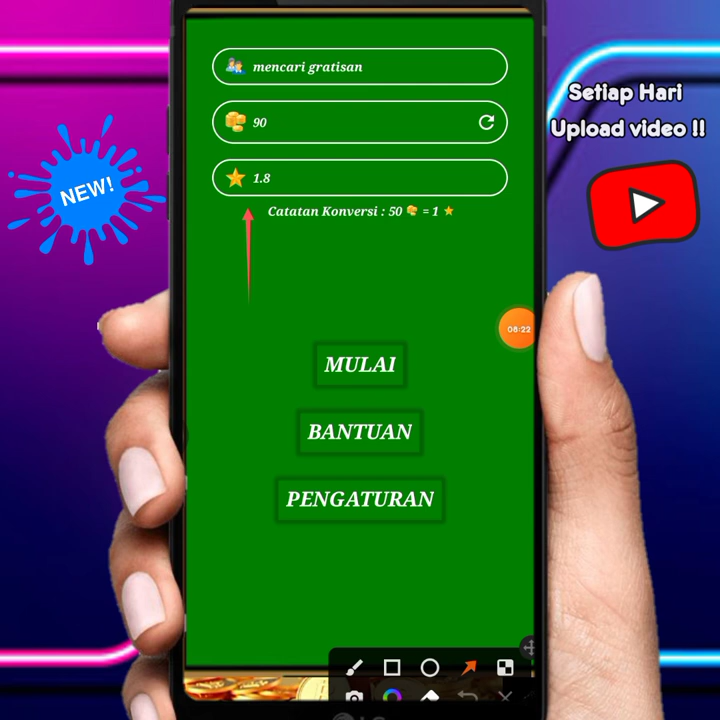 mencari gratisan
90
1.8
Catatan Konversi : 50 = 1
Setiap Hari
Upload video !!
NEW!
08:22
MULAI
BANTUAN
PENGATURAN
LG